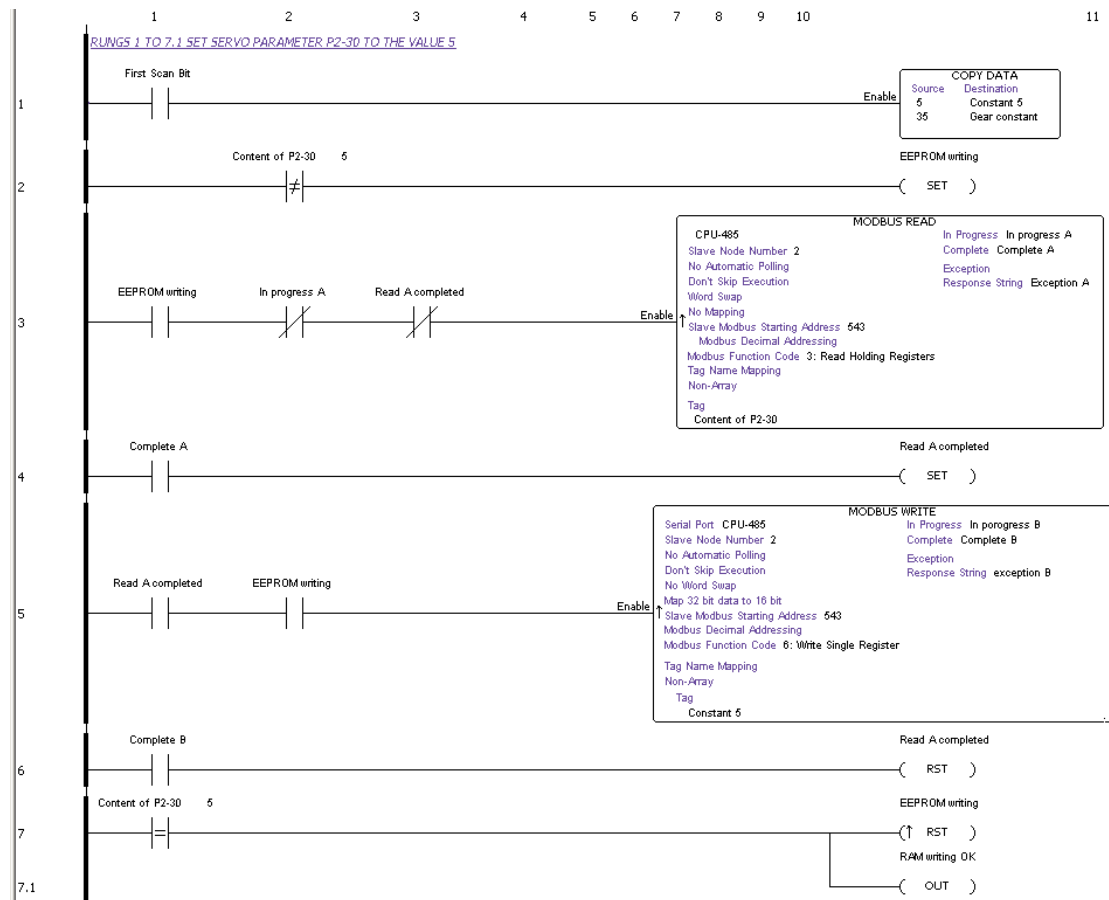 1 2 3 4 5 6 7 8 9 10 11
RUNGS 1 TO 7.1 SET SERVO PARAMETER P2-30 TO THE VALUE 5
First Scan Bit
COPY DATA
Source Destination
Enable
5 Constant 5
35 Gear constant
1
Content of P2-30 5
EEPROM writing
2
≠
SET
MODBUS READ
CPU-485
In Progress In progress A
Slave Node Number 2
Complete Complete A
No Automatic Polling
Exception
Don't Skip Execution
Response String Exception A
Word Swap
EEPROM writing In progress A Read A completed
No Mapping
Enable ↑
3
Slave Modbus Starting Address 543
Modbus Decimal Addressing
Modbus Function Code 3: Read Holding Registers
Tag Name Mapping
Non-Array
Tag
Content of P2-30
Complete A
Read A completed
4
SET
MODBUS WRITE
Serial Port CPU-485
In Progress In porogress B
Slave Node Number 2
Complete Complete B
No Automatic Polling
Exception
Don't Skip Execution
Response String exception B
No Word Swap
Read A completed EEPROM writing
Map 32 bit data to 16 bit
Enable ↑
5
Slave Modbus Starting Address 543
Modbus Decimal Addressing
Modbus Function Code 6: Write Single Register
Tag Name Mapping
Non-Array
Tag
Constant 5
Complete B
Read A completed
6
RST
Content of P2-30 5
EEPROM writing
7
=
↑ RST
RAM writing OK
7.1
OUT